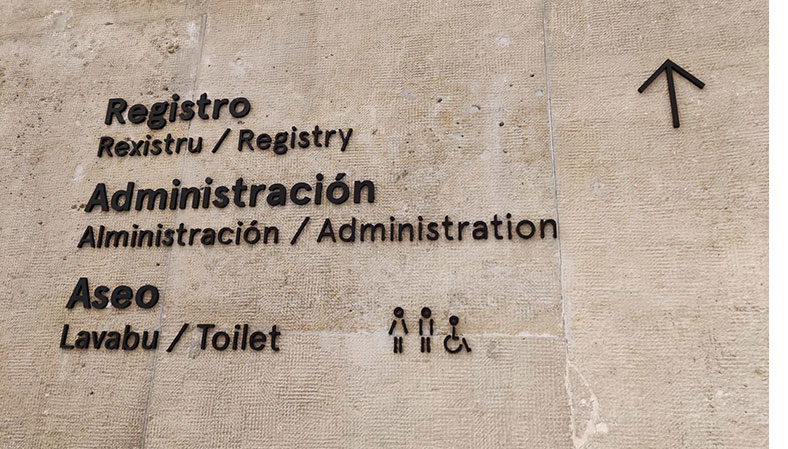 Registro
Rexistru / Registry
Administración
Alministración / Administration
Aseo
Lavabu / Toilet